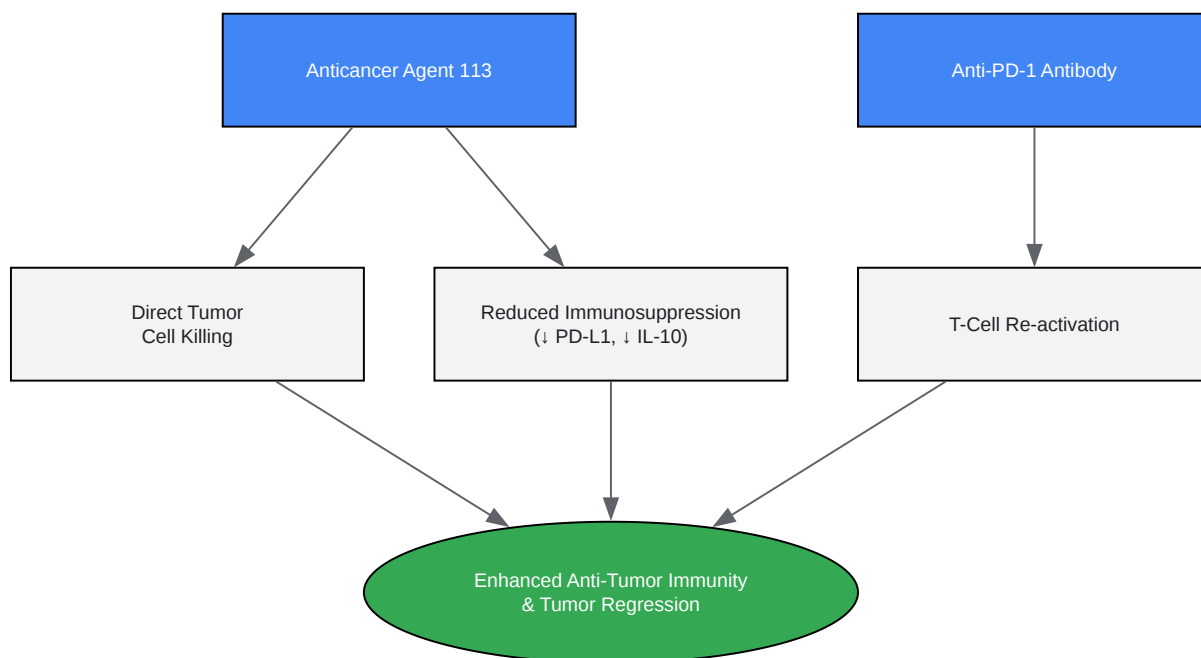 Anticancer Agent 113
Anti-PD-1 Antibody
Direct Tumor
Cell Killing
Reduced Immunosuppression
(↓ PD-L1, ↓ IL-10)
T-Cell Re-activation
Enhanced Anti-Tumor Immunity
& Tumor Regression